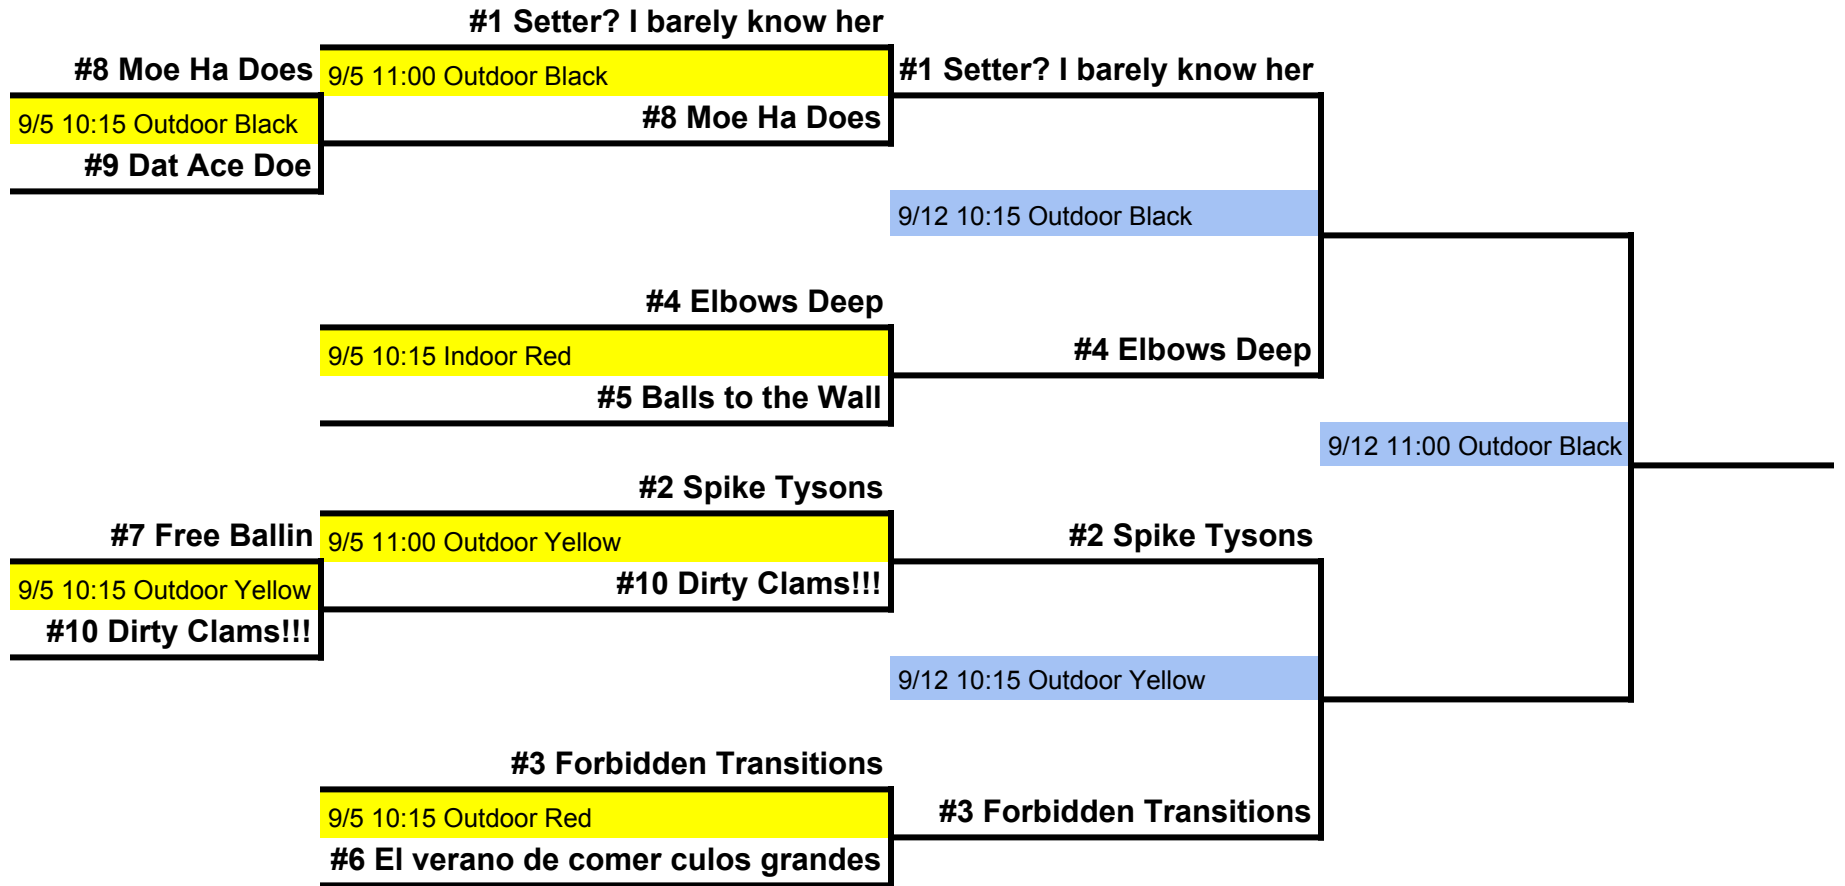 #1 Setter? I barely know her
#8 Moe Ha Does
9/5 11:00 Outdoor Black
#1 Setter? I barely know her
9/5 10:15 Outdoor Black
#8 Moe Ha Does
#9 Dat Ace Doe
9/12 10:15 Outdoor Black
#4 Elbows Deep
9/5 10:15 Indoor Red
#4 Elbows Deep
#5 Balls to the Wall
9/12 11:00 Outdoor Black
#2 Spike Tysons
#7 Free Ballin
9/5 11:00 Outdoor Yellow
#2 Spike Tysons
9/5 10:15 Outdoor Yellow
#10 Dirty Clams!!!
#10 Dirty Clams!!!
9/12 10:15 Outdoor Yellow
#3 Forbidden Transitions
9/5 10:15 Outdoor Red
#3 Forbidden Transitions
#6 El verano de comer culos grandes